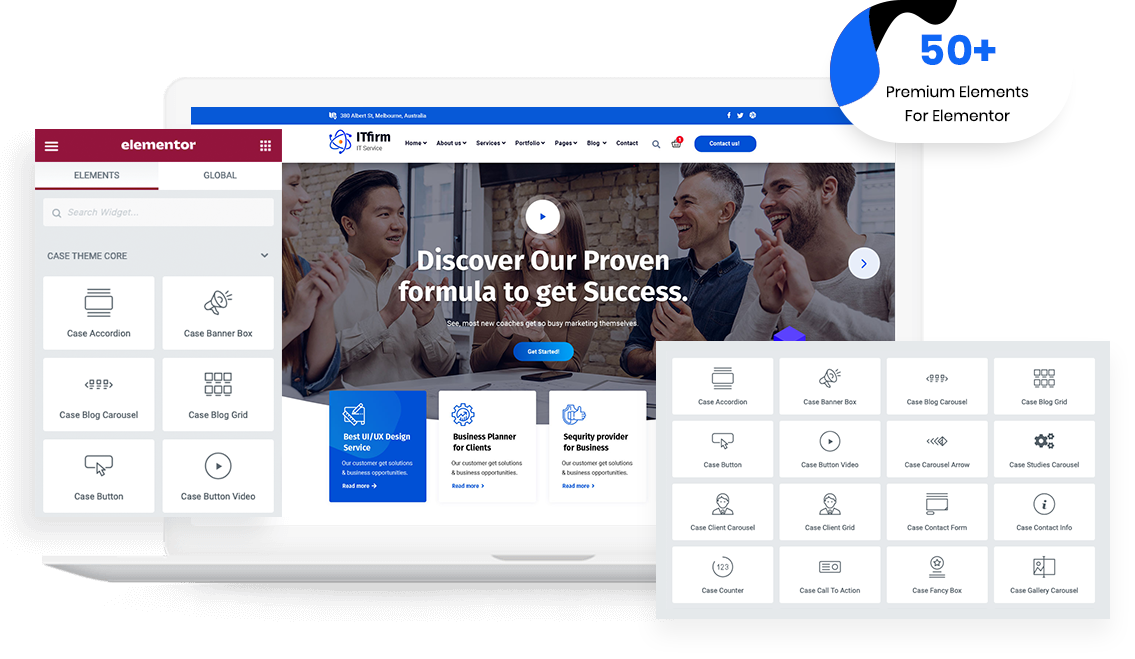 50+
Premium Elements
For Elementor
380 Albert St, Melbourne, Australia
ITfirm
IT Service
Home
About us
Services
Portfolio
Pages
Blog
Contact
1
Contact us!
elementor
ELEMENTS
GLOBAL
Search Widget...
CASE THEME CORE
Case Accordion
Case Banner Box
Case Blog Carousel
Case Blog Grid
Case Button
Case Button Video
Discover Our Proven
formula to get Success.
See, most new coaches get so busy marketing themselves.
Get Started!
Best UI/UX Design
Service
Our customer get solutions
& business opportunities.
Read more
Business Planner
for Clients
Our customer get solutions
& business opportunities.
Read more
Sequrity provider
for Business
Our customer get solutions
& business opportunities.
Read more
Case Accordion
Case Banner Box
Case Blog Carousel
Case Blog Grid
Case Button
Case Button Video
Case Carousel Arrow
Case Studies Carousel
Case Client Carousel
Case Client Grid
Case Contact Form
i
Case Contact Info
123
Case Counter
Case Call To Action
Case Fancy Box
Case Gallery Carousel